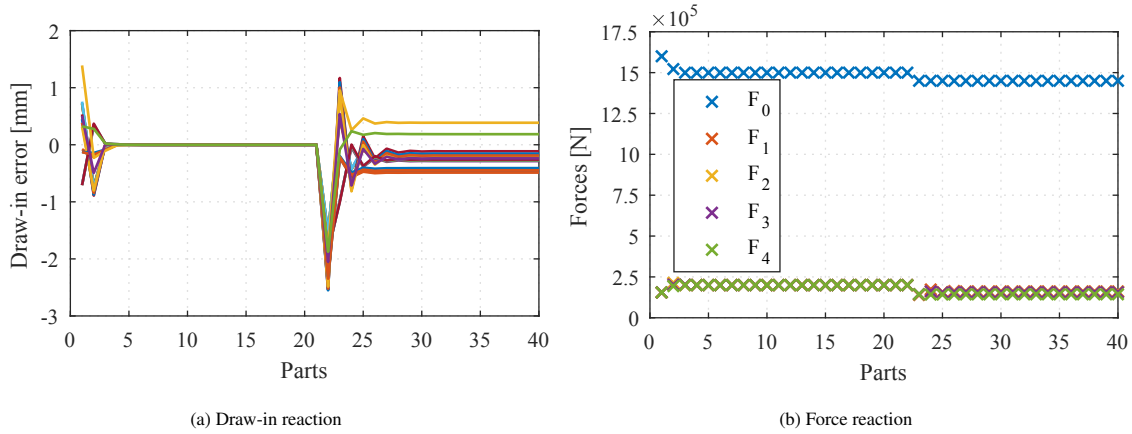 2
1
0
-1
-2
-3
Draw-in error [mm]
0 5 10 15 20 25 30 35 40
Parts
(a) Draw-in reaction
×10^5
17.5
15
12.5
10
7.5
5
2.5
0
Forces [N]
F_0
F_1
F_2
F_3
F_4
0 5 10 15 20 25 30 35 40
Parts
(b) Force reaction